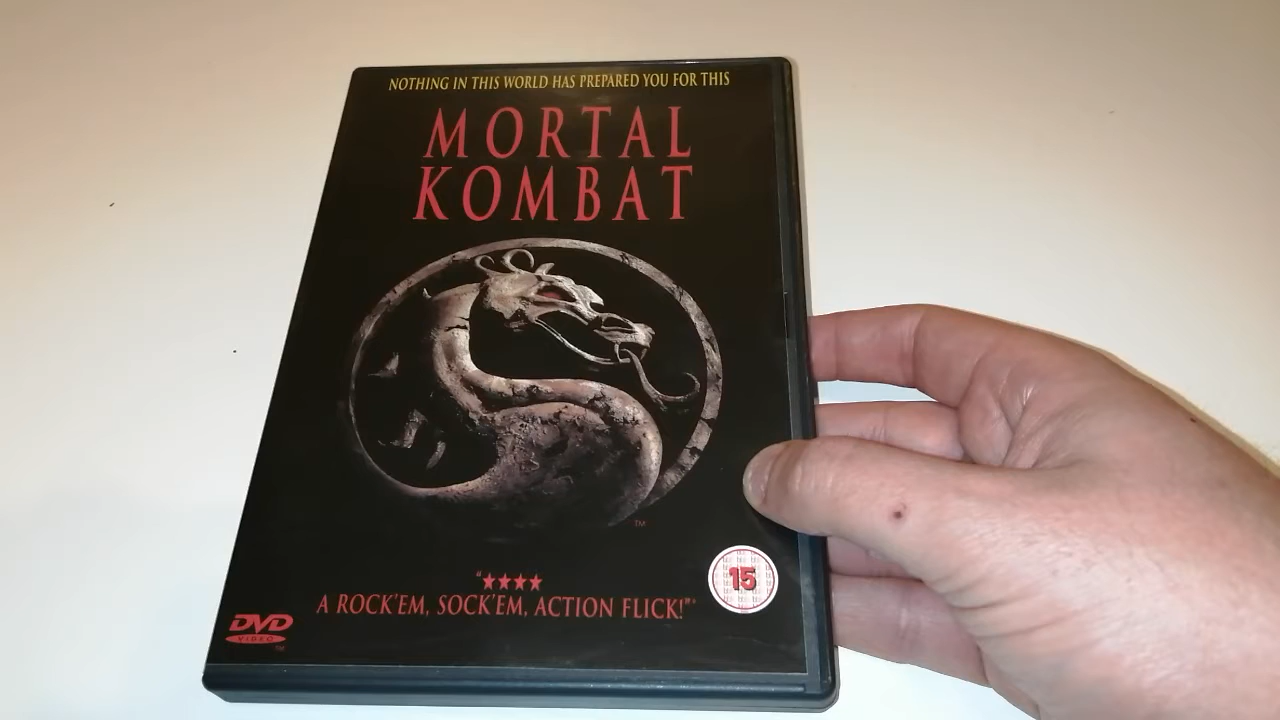 NOTHING IN THIS WORLD HAS PREPARED YOU FOR THIS
MORTAL
KOMBAT
TM
"★★★★
A ROCK'EM, SOCK'EM, ACTION FLICK!"
15
DVD
VIDEO
TM